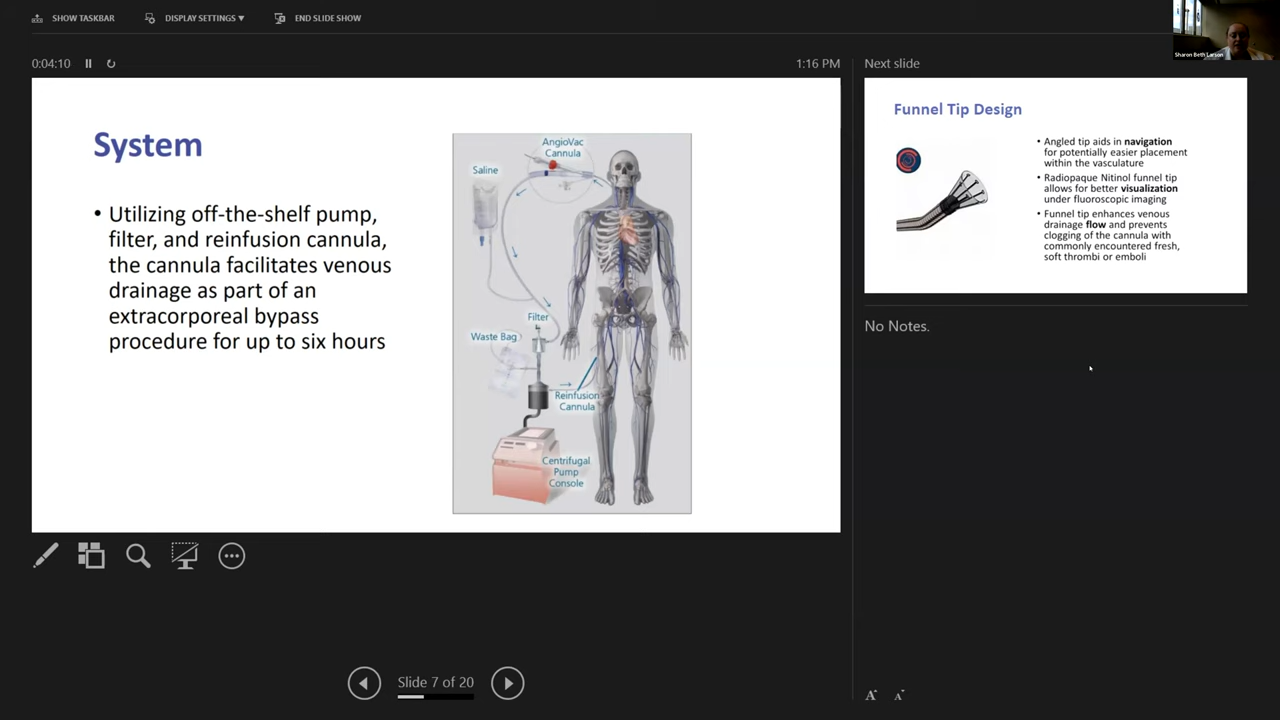 SHOW TASKBAR
DISPLAY SETTINGS ▼
END SLIDE SHOW
Sharon Beth Larson
0:04:10
1:16 PM
System
• Utilizing off-the-shelf pump,
filter, and reinfusion cannula,
the cannula facilitates venous
drainage as part of an
extracorporeal bypass
procedure for up to six hours
AngioVac
Cannula
Saline
Filter
Waste Bag
Reinfusion
Cannula
Centrifugal
Pump
Console
Slide 7 of 20
Next slide
Funnel Tip Design
• Angled tip aids in navigation
for potentially easier placement
within the vasculature
• Radiopaque Nitinol funnel tip
allows for better visualization
under fluoroscopic imaging
• Funnel tip enhances venous
drainage flow and prevents
clogging of the cannula with
commonly encountered fresh,
soft thrombi or emboli
No Notes.
A A